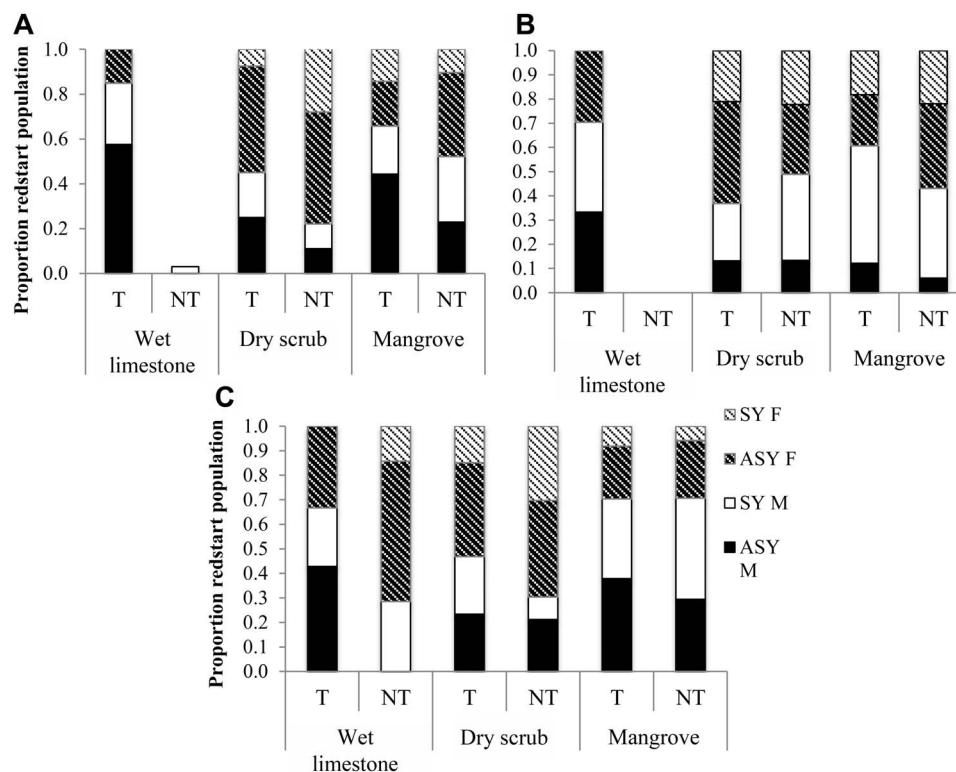 A
Proportion redstart population
1.0
0.8
0.6
0.4
0.2
0.0
T NT T NT T NT
Wet Dry scrub Mangrove
limestone
B
1.0
0.9
0.8
0.7
0.6
0.5
0.4
0.3
0.2
0.1
0.0
T NT T NT T NT
Wet Dry scrub Mangrove
limestone
C
Proportion redstart population
1.0
0.9
0.8
0.7
0.6
0.5
0.4
0.3
0.2
0.1
0.0
T NT T NT T NT
Wet Dry scrub Mangrove
limestone
SY F
ASY F
SY M
ASY
M